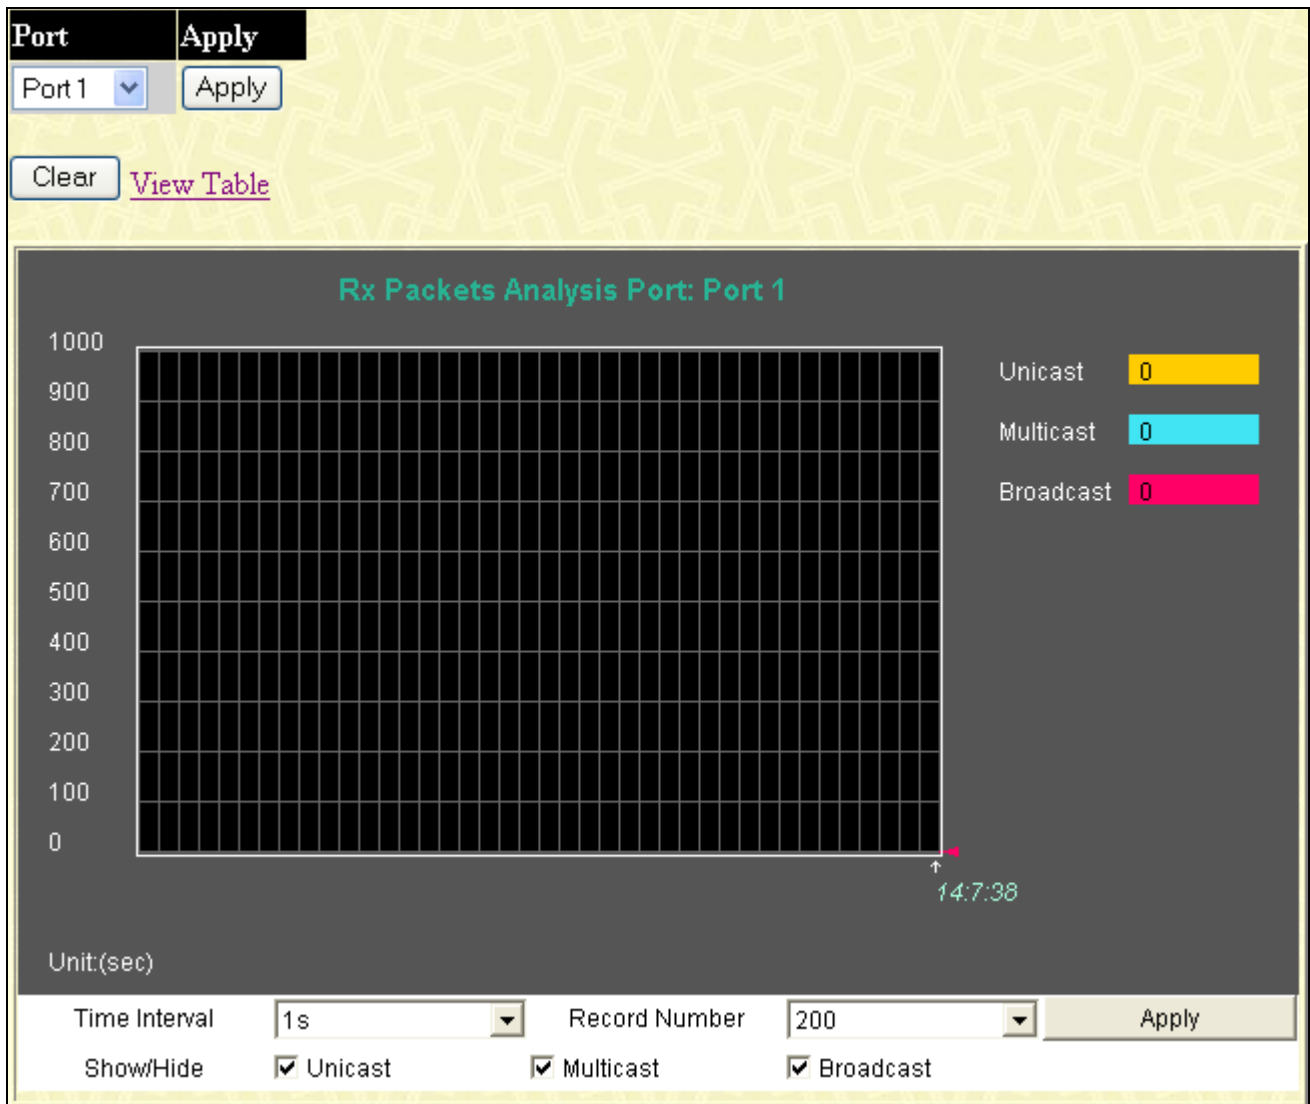 Port Apply
Port 1 Apply
Clear View Table
Rx Packets Analysis Port: Port 1
1000
900
800
700
600
500
400
300
200
100
0
Unicast 0
Multicast 0
Broadcast 0
14:7:38
Unit:(sec)
Time Interval 1s Record Number 200 Apply
Show/Hide Unicast Multicast Broadcast